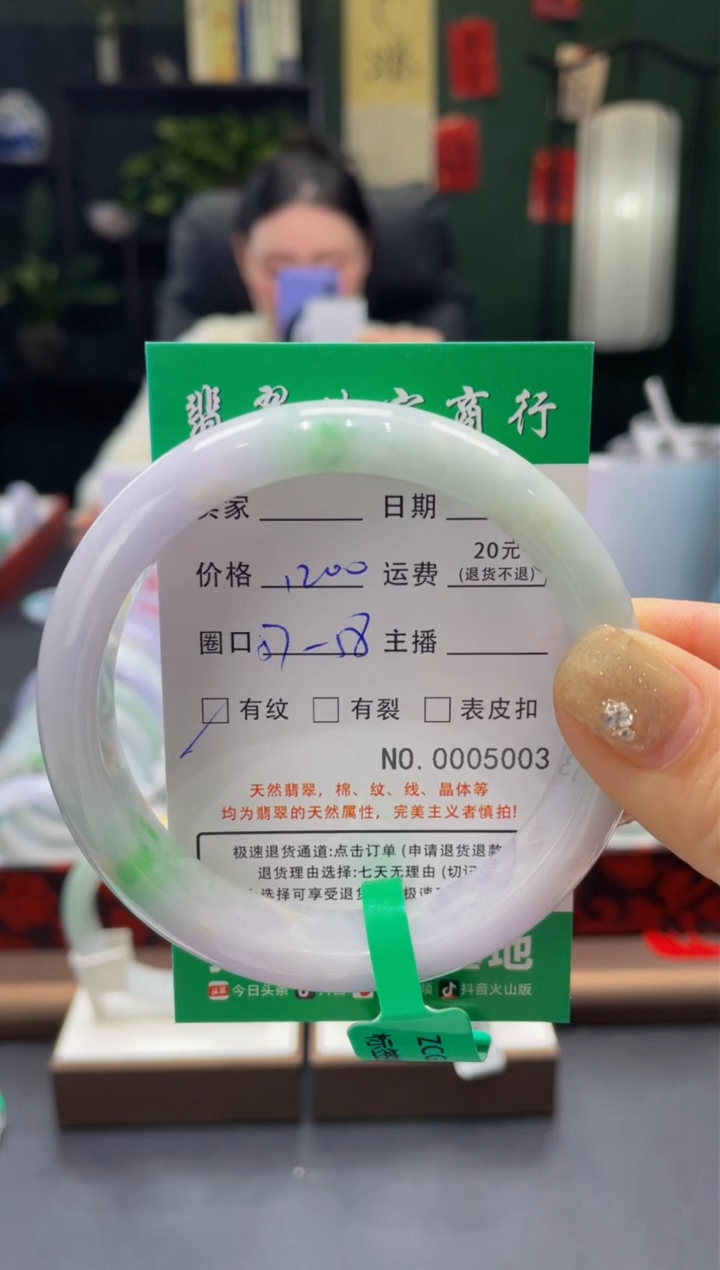 翡翠 商行
家 日期
价格 1200 运费 20元
(退货不退)
圈口 57-58 主播
有纹 有裂 表皮扣
NO. 0005003
天然翡翠，棉、纹、线、晶体等
均为翡翠的天然属性，完美主义者慎拍!
极速退货通道:点击订单 (申请退货退款
退货理由选择:七天无理由 (切记
选择可享受退货 极速
地
今日头条 抖音火山版
ZCG